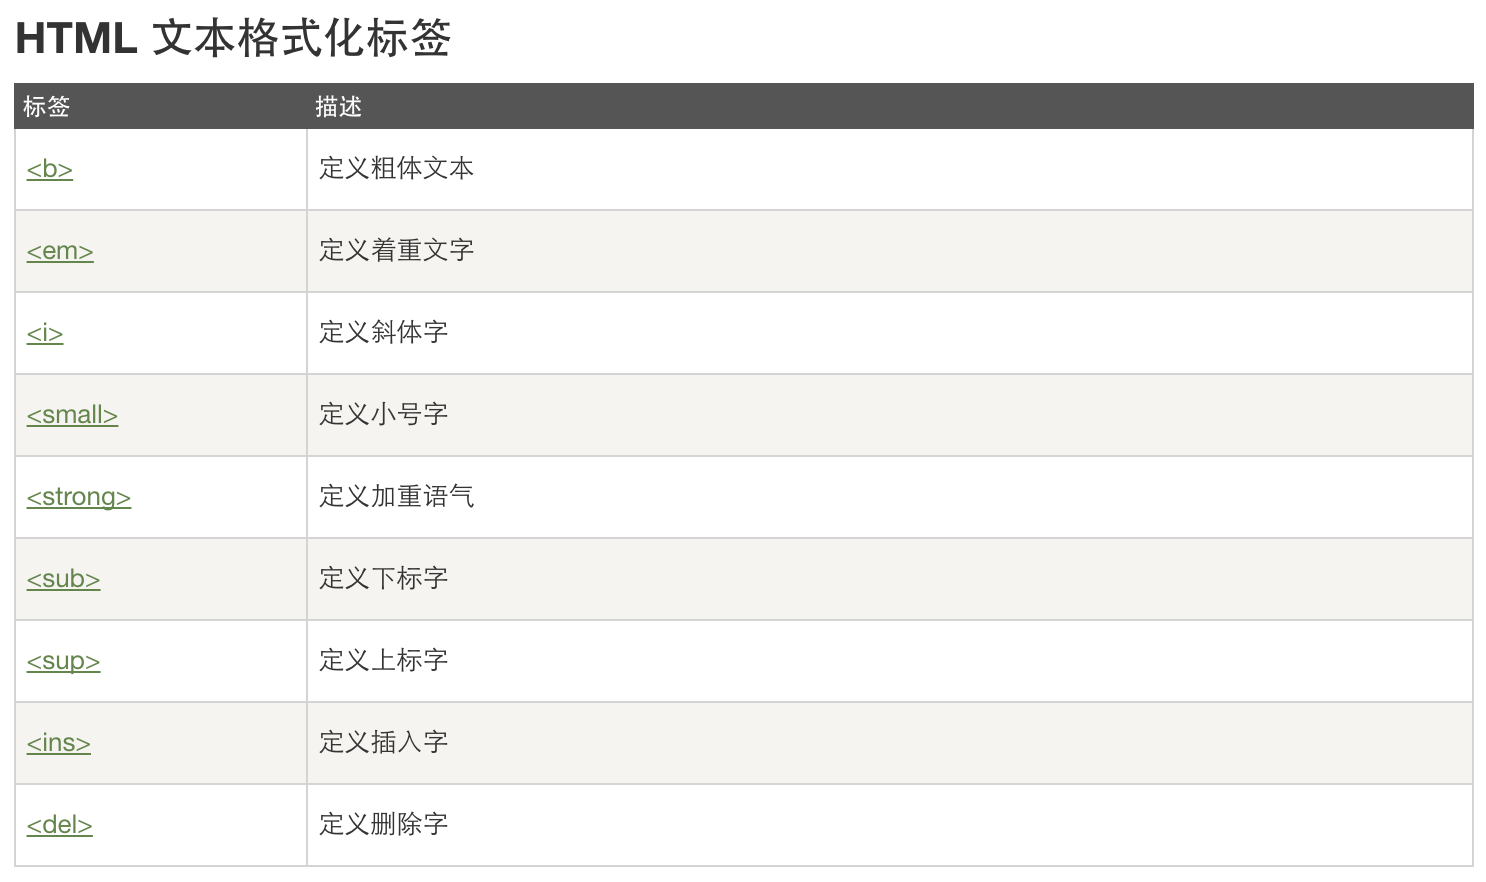 HTML 文本格式化标签
标签 描述
<b> 定义粗体文本
<em> 定义着重文字
<i> 定义斜体字
<small> 定义小号字
<strong> 定义加重语气
<sub> 定义下标字
<sup> 定义上标字
<ins> 定义插入字
<del> 定义删除字